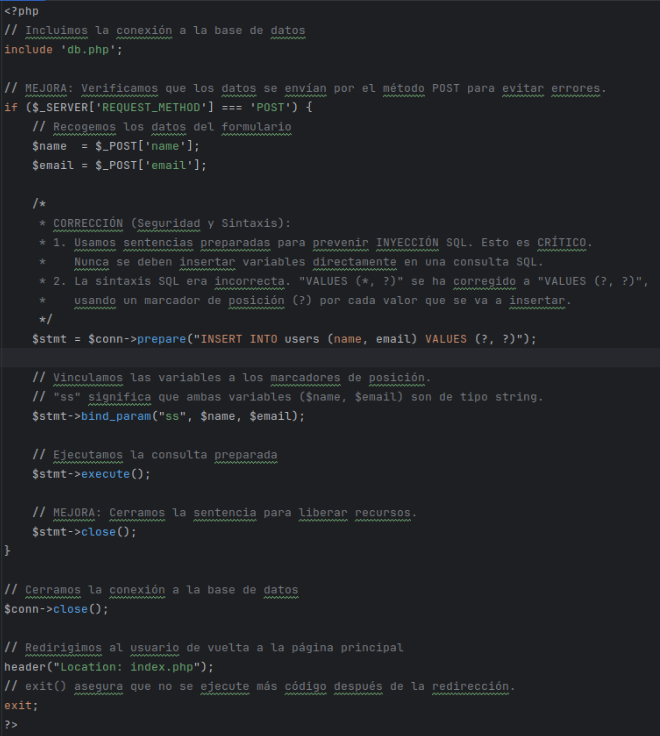 <?php
// Incluimos la conexión a la base de datos
include 'db.php';
// MEJORA: Verificamos que los datos se envían por el método POST para evitar errores.
if ($_SERVER['REQUEST_METHOD'] === 'POST') {
// Recogemos los datos del formulario
$name  = $_POST['name'];
$email = $_POST['email'];
/*
* CORRECCIÓN (Seguridad y Sintaxis):
* 1. Usamos sentencias preparadas para prevenir INYECCIÓN SQL. Esto es CRÍTICO.
*    Nunca se deben insertar variables directamente en una consulta SQL.
* 2. La sintaxis SQL era incorrecta. "VALUES (*, ?)" se ha corregido a "VALUES (?, ?)",
*    usando un marcador de posición (?) por cada valor que se va a insertar.
*/
$stmt = $conn->prepare("INSERT INTO users (name, email) VALUES (?, ?)");
// Vinculamos las variables a los marcadores de posición.
// "ss" significa que ambas variables ($name, $email) son de tipo string.
$stmt->bind_param("ss", $name, $email);
// Ejecutamos la consulta preparada
$stmt->execute();
// MEJORA: Cerramos la sentencia para liberar recursos.
$stmt->close();
}
// Cerramos la conexión a la base de datos
$conn->close();
// Redirigimos al usuario de vuelta a la página principal
header("Location: index.php");
// exit() asegura que no se ejecute más código después de la redirección.
exit;
?>